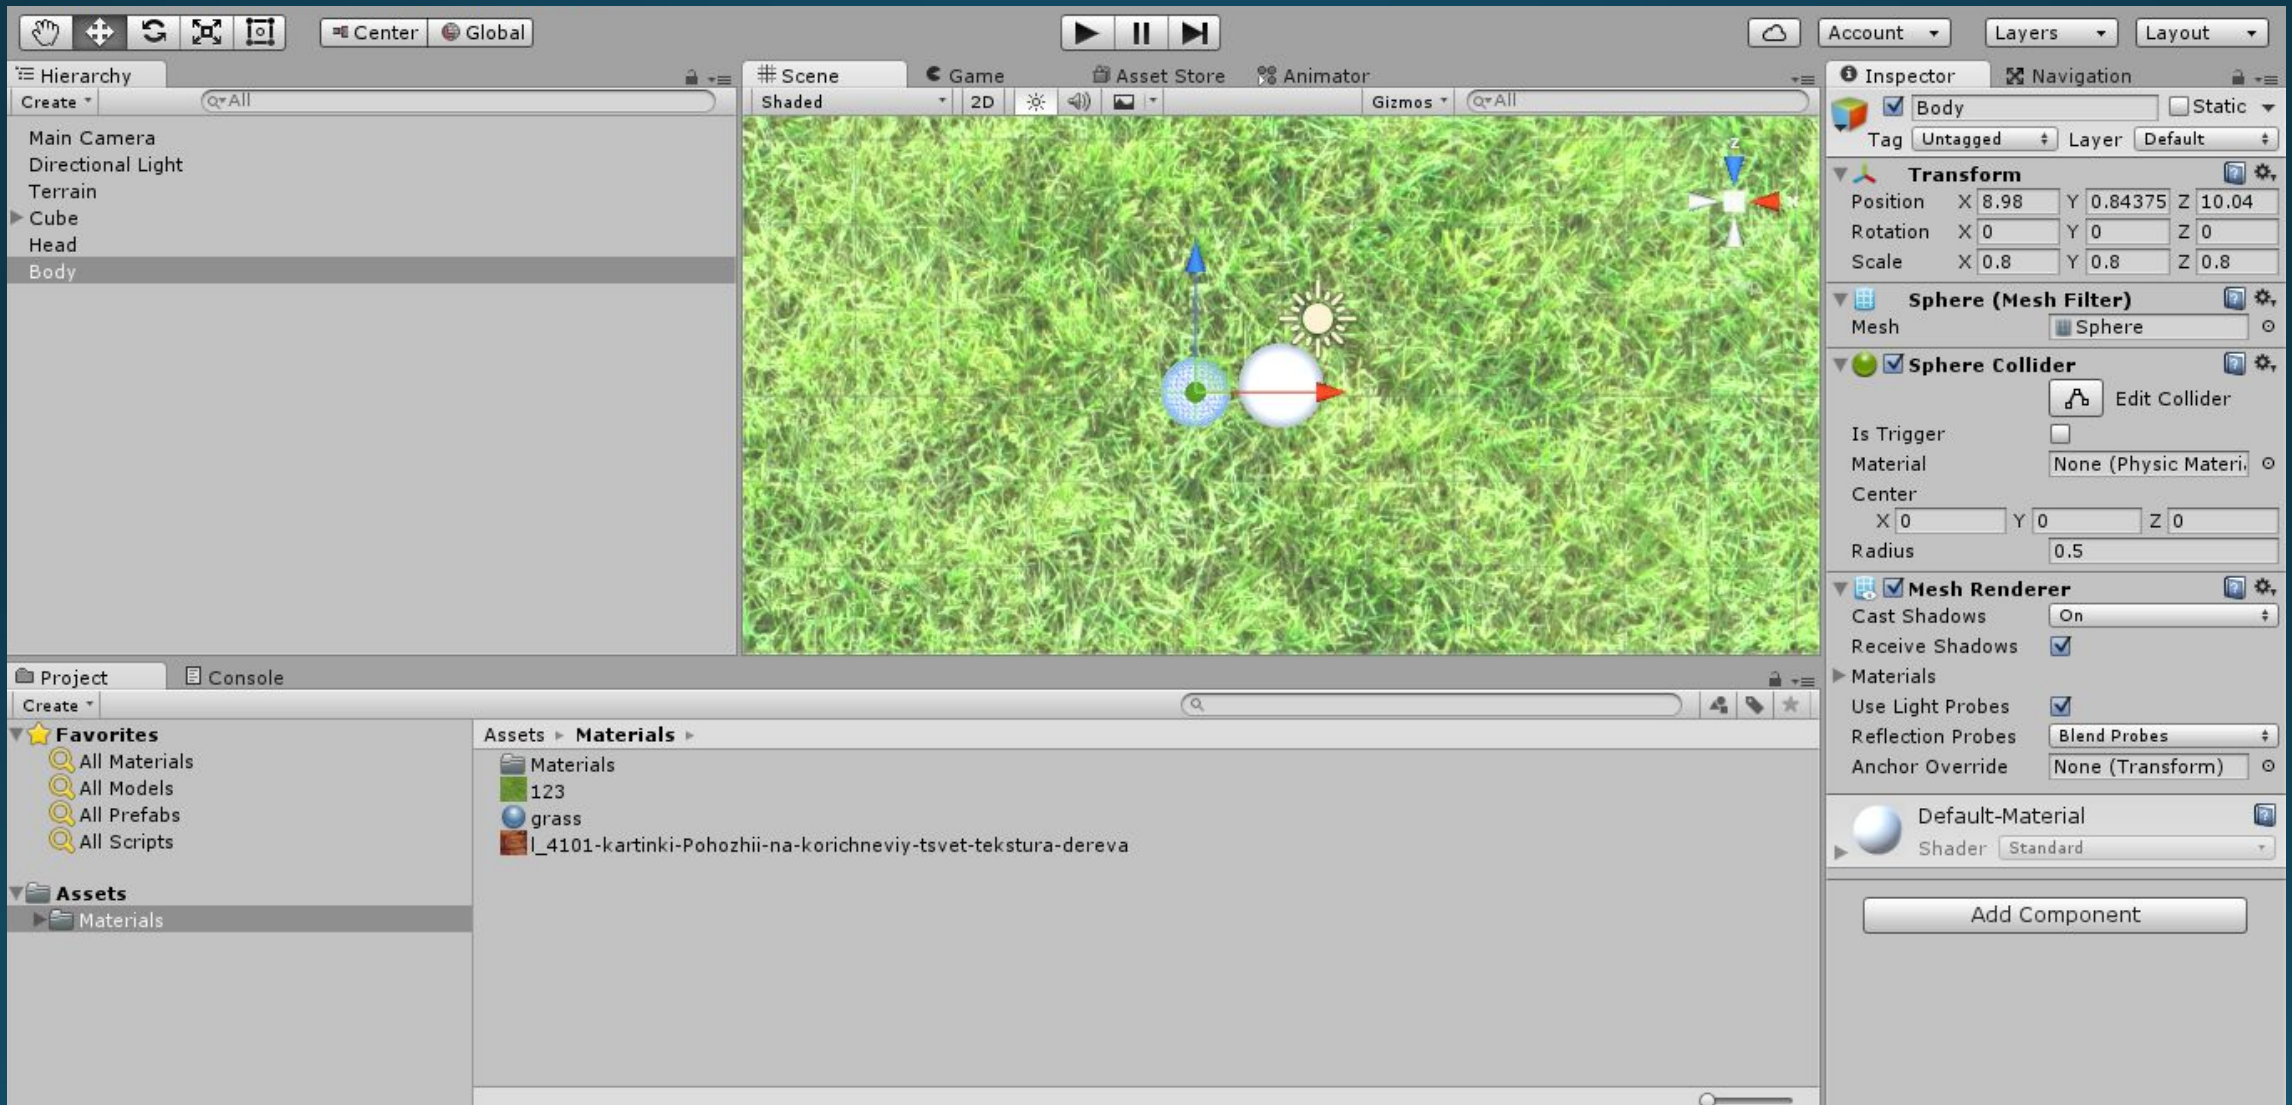 Center Global Account Layers Layout
Hierarchy
Create All
Main Camera
Directional Light
Terrain
Cube
Head
Body
Scene Game Asset Store Animator
Shaded 2D Gizmos All
z
Inspector Navigation
Body Static
Tag Untagged Layer Default
Transform
Position X 8.98 Y 0.84375 Z 10.04
Rotation X 0 Y 0 Z 0
Scale X 0.8 Y 0.8 Z 0.8
Sphere (Mesh Filter)
Mesh Sphere
Sphere Collider
Edit Collider
Is Trigger
Material None (Physic Materi
Center
X 0 Y 0 Z 0
Radius 0.5
Mesh Renderer
Cast Shadows On
Receive Shadows
Materials
Use Light Probes
Reflection Probes Blend Probes
Anchor Override None (Transform)
Default-Material
Shader Standard
Add Component
Project Console
Create
Favorites
All Materials
All Models
All Prefabs
All Scripts
Assets
Materials
Assets Materials
Materials
123
grass
l_4101-kartinki-Pohozhii-na-korichneviy-tsvet-tekstura-dereva